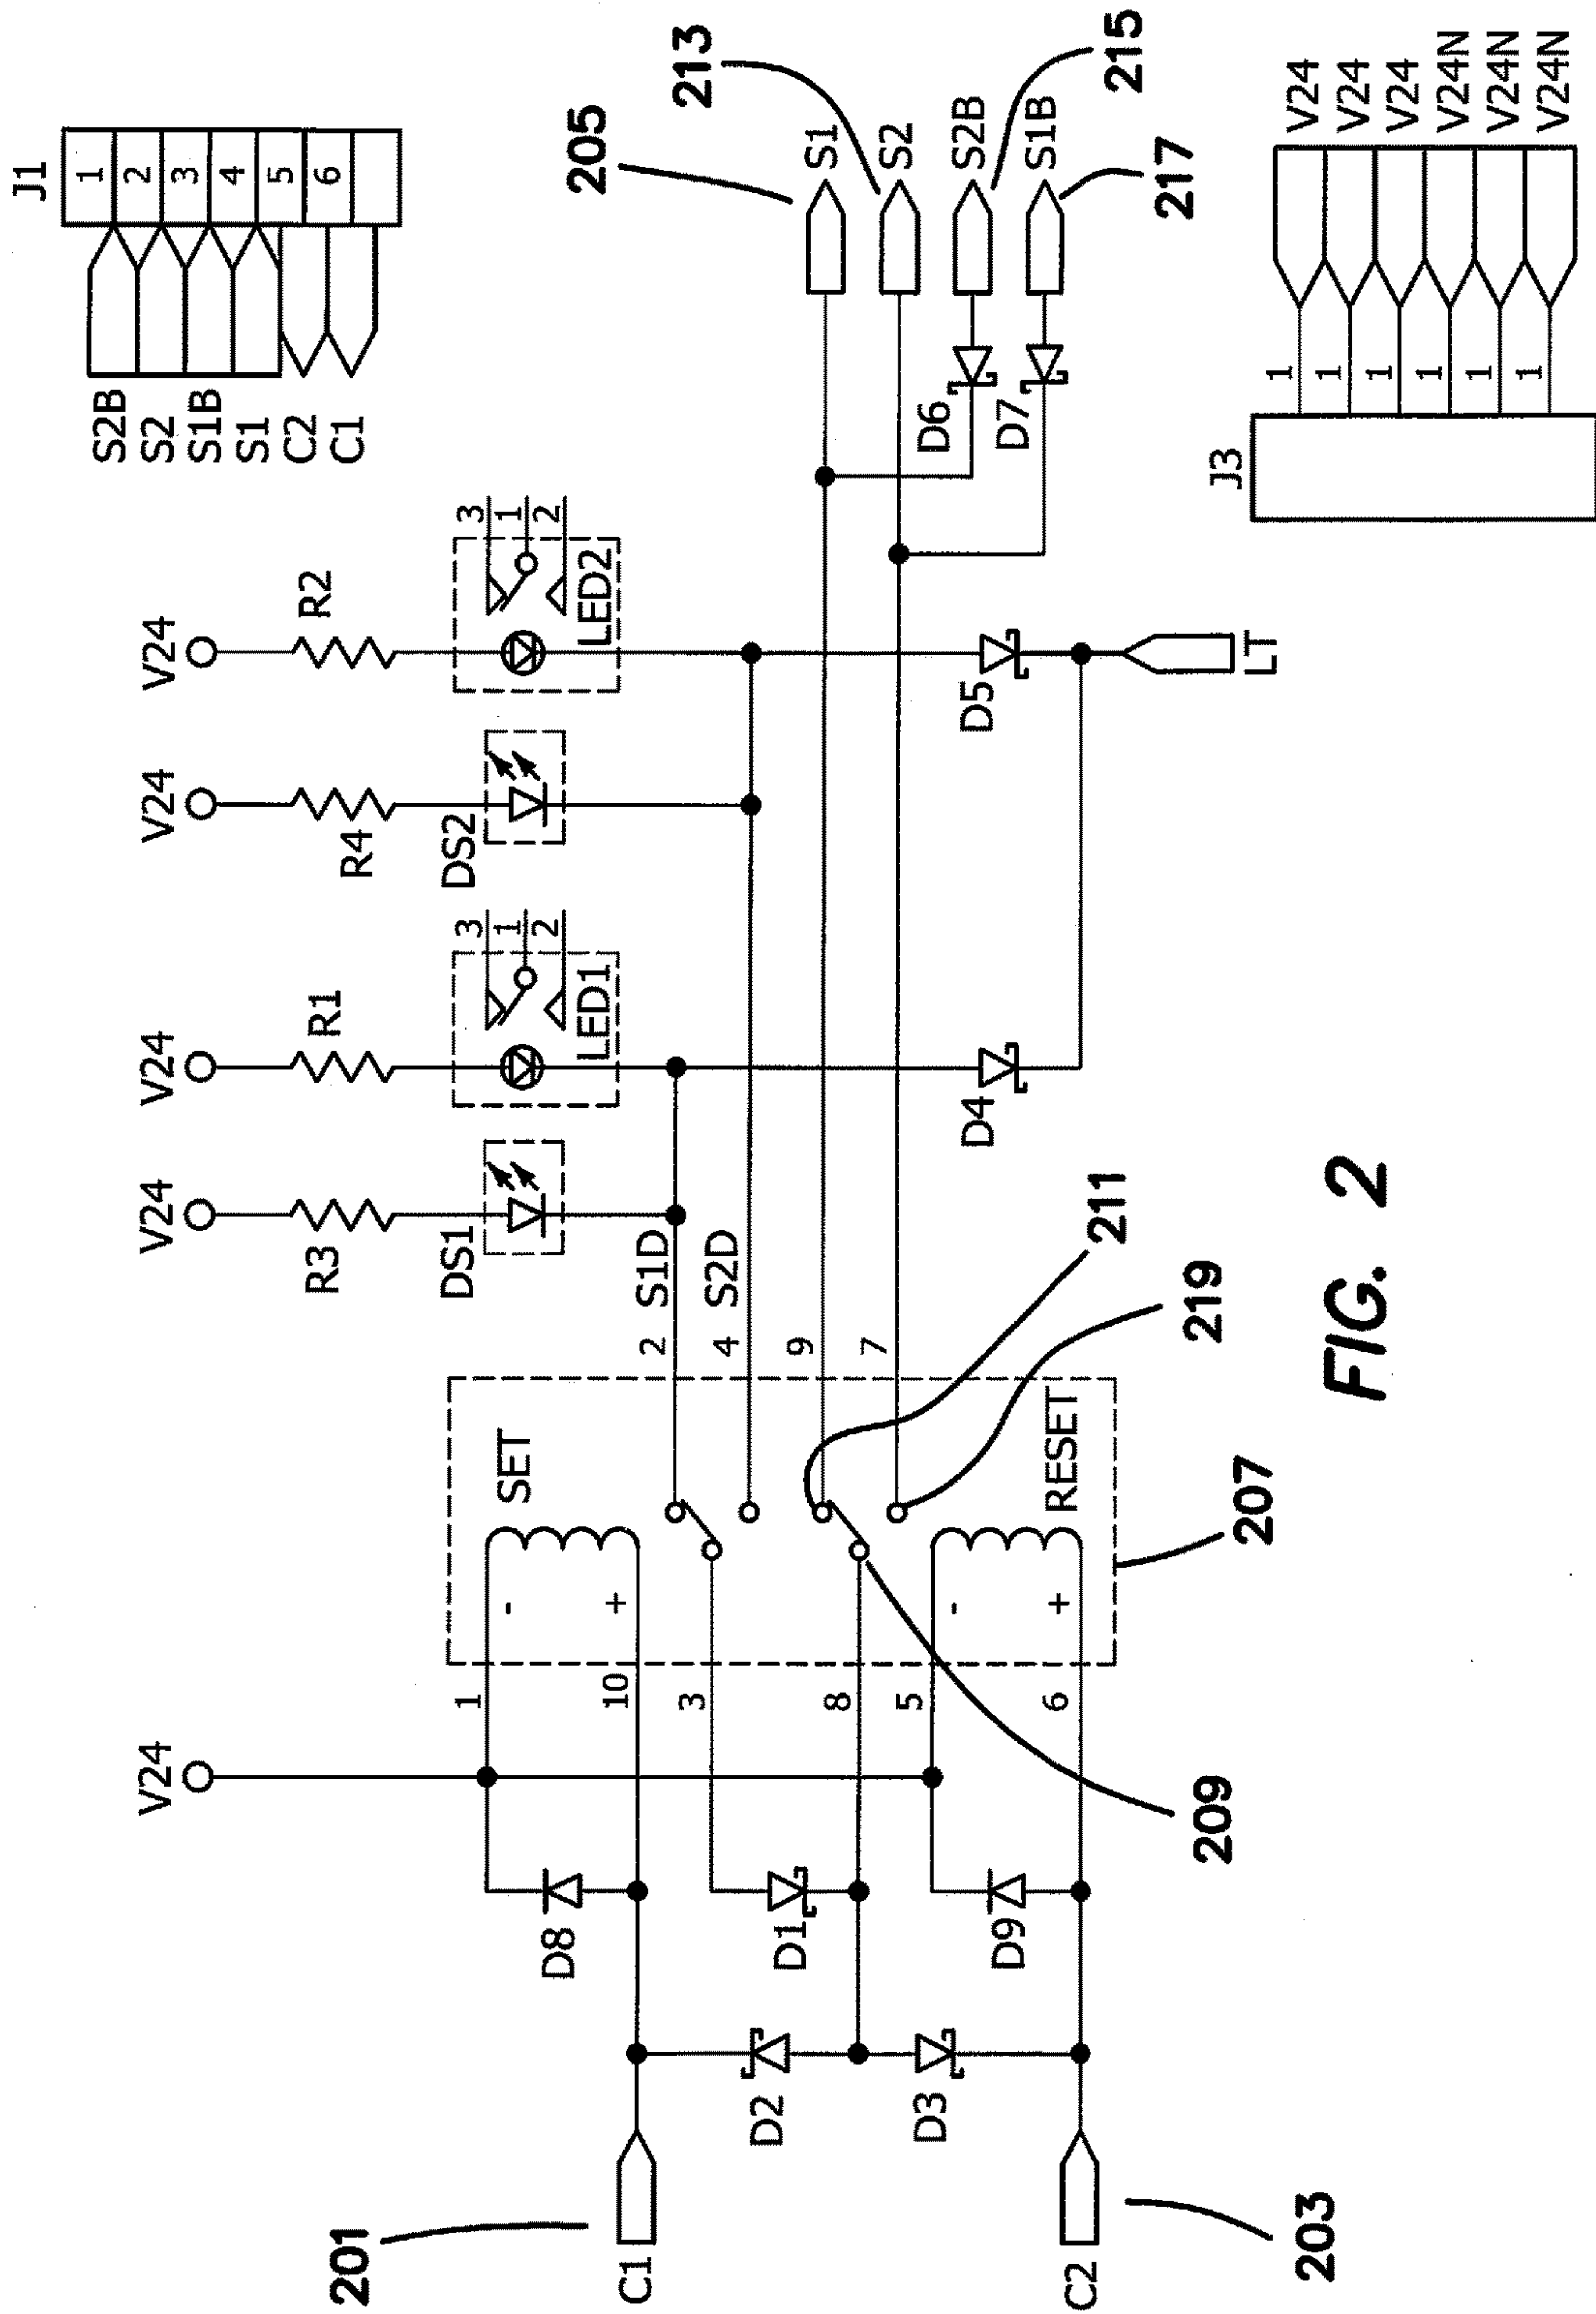 J1
1
2
3
4
5
6
S2B
S2
S1B
S1
C2
C1
205
213
S1
S2
S2B
S1B
215
217
V24
V24
V24
V24N
V24N
V24N
1
1
1
1
1
1
J3
V24
R2
3
1
2
LED2
V24
R4
DS2
V24
R1
3
1
2
LED1
V24
R3
DS1
D6
D7
D5
LT
D4
S1D
S2D
2
4
9
7
211
219
SET
RESET
-
+
-
+
207
V24
1
10
3
8
5
6
209
D8
D1
D9
D2
D3
201
C1
C2
203
FIG. 2